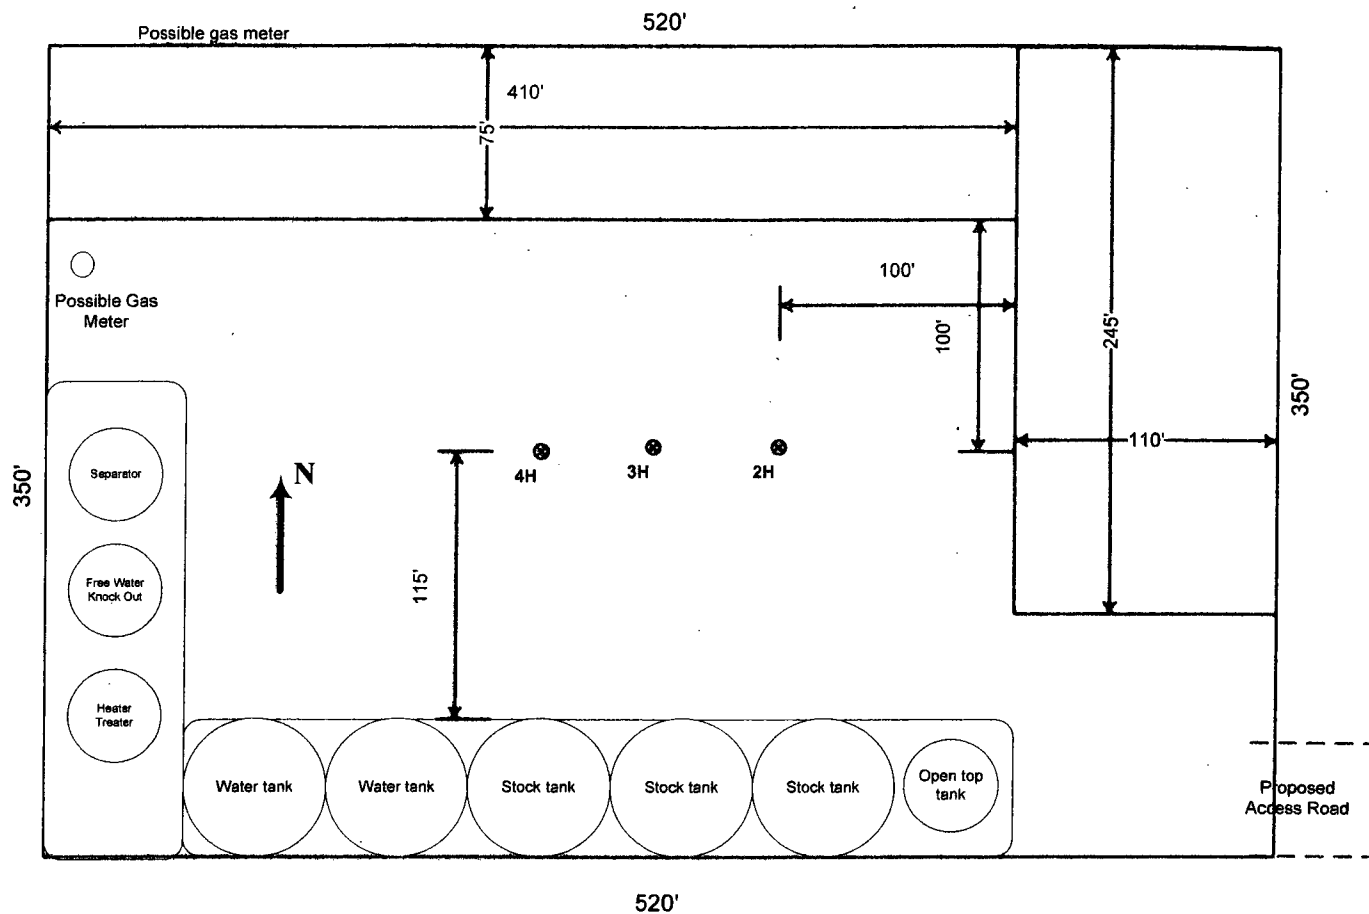 520'
Possible gas meter
410'
75'
100'
Possible Gas
Meter
100'
245'
350'
110'
Separator
N
4H
3H
2H
350'
Free Water
Knock Out
115'
Heater
Treater
Water tank
Water tank
Stock tank
Stock tank
Stock tank
Open top
tank
Proposed
Access Road
520'